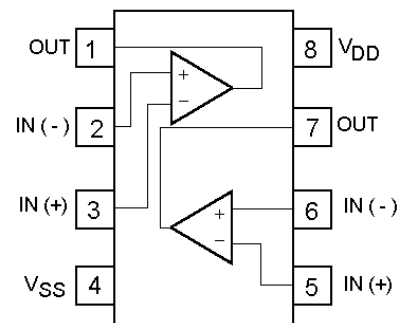 OUT 1
8 VDD
IN (-) 2
7 OUT
IN (+) 3
6 IN (-)
VSS 4
5 IN (+)
+
−
+
−